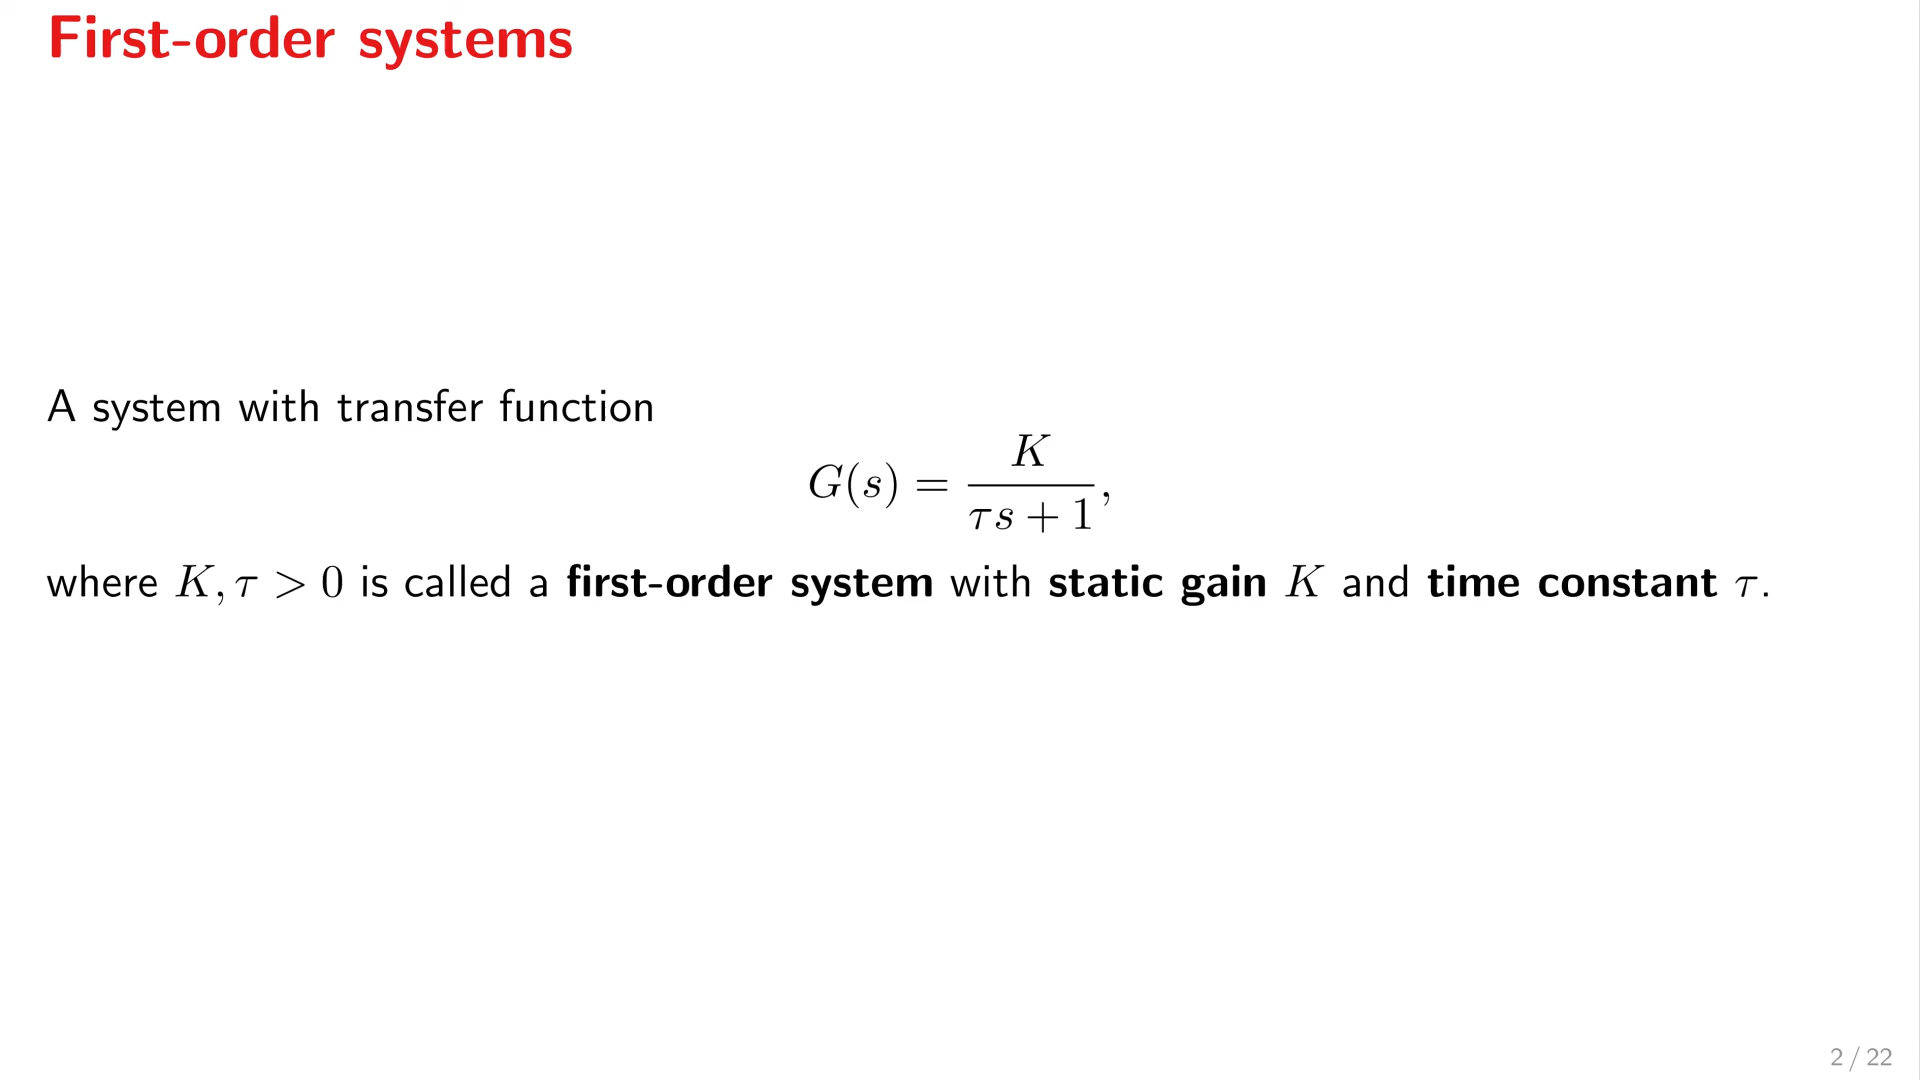 First-order systems
A system with transfer function
G(s) = \frac{K}{τs + 1},
where K, τ > 0 is called a first-order system with static gain K and time constant τ.
2 / 22